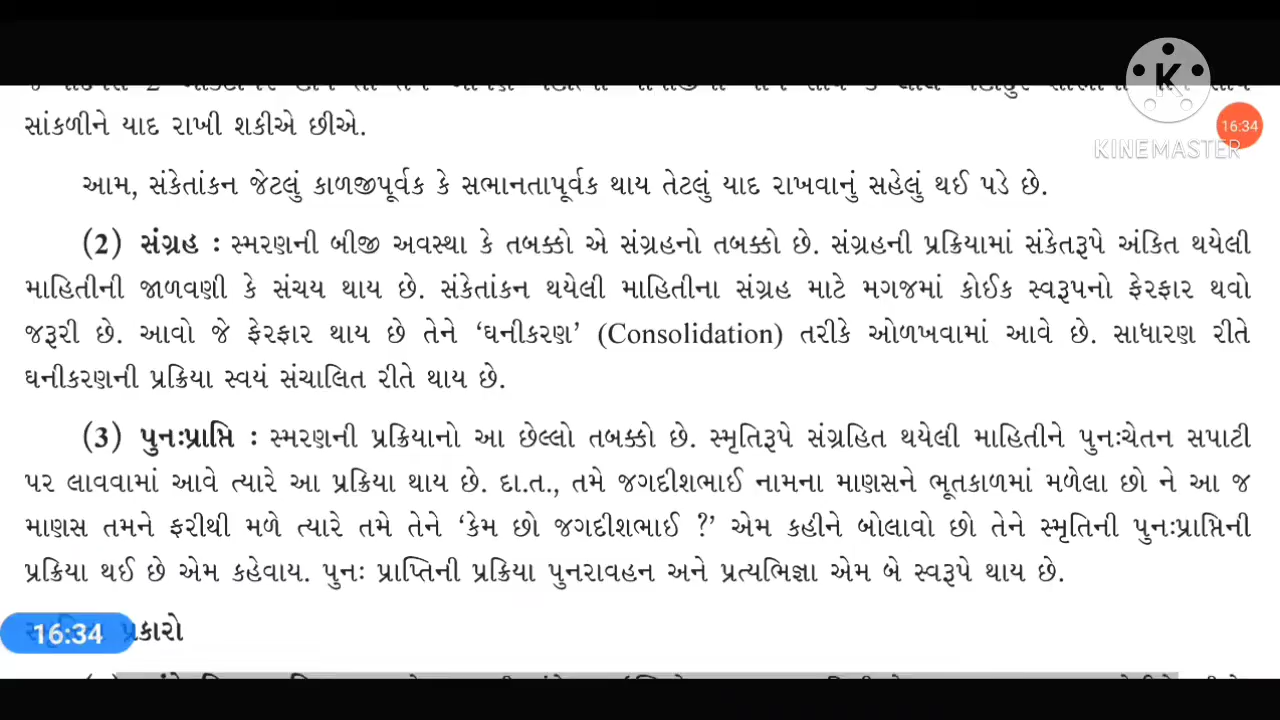 K
KINEMASTER
16:34
સાંકળીને યાદ રાખી શકીએ છીએ.
આમ, સંકેતાંકન જેટલું કાળજીપૂર્વક કે સભાનતાપૂર્વક થાય તેટલું યાદ રાખવાનું સહેલું થઈ પડે છે.
(2) સંગ્રહ : સ્મરણની બીજી અવસ્થા કે તબક્કો એ સંગ્રહનો તબક્કો છે. સંગ્રહની પ્રક્રિયામાં સંકેતરૂપે અંકિત થયેલી
માહિતીની જાળવણી કે સંચય થાય છે. સંકેતાંકન થયેલી માહિતીના સંગ્રહ માટે મગજમાં કોઈક સ્વરૂપનો ફેરફાર થવો
જરૂરી છે. આવો જે ફેરફાર થાય છે તેને ‘ઘનીકરણ’ (Consolidation) તરીકે ઓળખવામાં આવે છે. સાધારણ રીતે
ઘનીકરણની પ્રક્રિયા સ્વયં સંચાલિત રીતે થાય છે.
(3) પુનઃપ્રાપ્તિ : સ્મરણની પ્રક્રિયાનો આ છેલ્લો તબક્કો છે. સ્મૃતિરૂપે સંગ્રહિત થયેલી માહિતીને પુનઃચેતન સપાટી
પર લાવવામાં આવે ત્યારે આ પ્રક્રિયા થાય છે. દા.ત., તમે જગદીશભાઈ નામના માણસને ભૂતકાળમાં મળેલા છો ને આ જ
માણસ તમને ફરીથી મળે ત્યારે તમે તેને ‘કેમ છો જગદીશભાઈ ?’ એમ કહીને બોલાવો છો તેને સ્મૃતિની પુનઃપ્રાપ્તિની
પ્રક્રિયા થઈ છે એમ કહેવાય. પુનઃ પ્રાપ્તિની પ્રક્રિયા પુનરાવહન અને પ્રત્યભિજ્ઞા એમ બે સ્વરૂપે થાય છે.
16:34 પ્રકારો